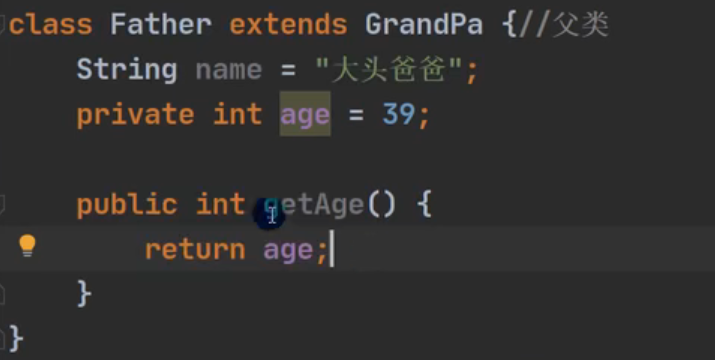 class Father extends GrandPa {//父类
String name = "大头爸爸";
private int age = 39;
public int getAge() {
return age;
}
}